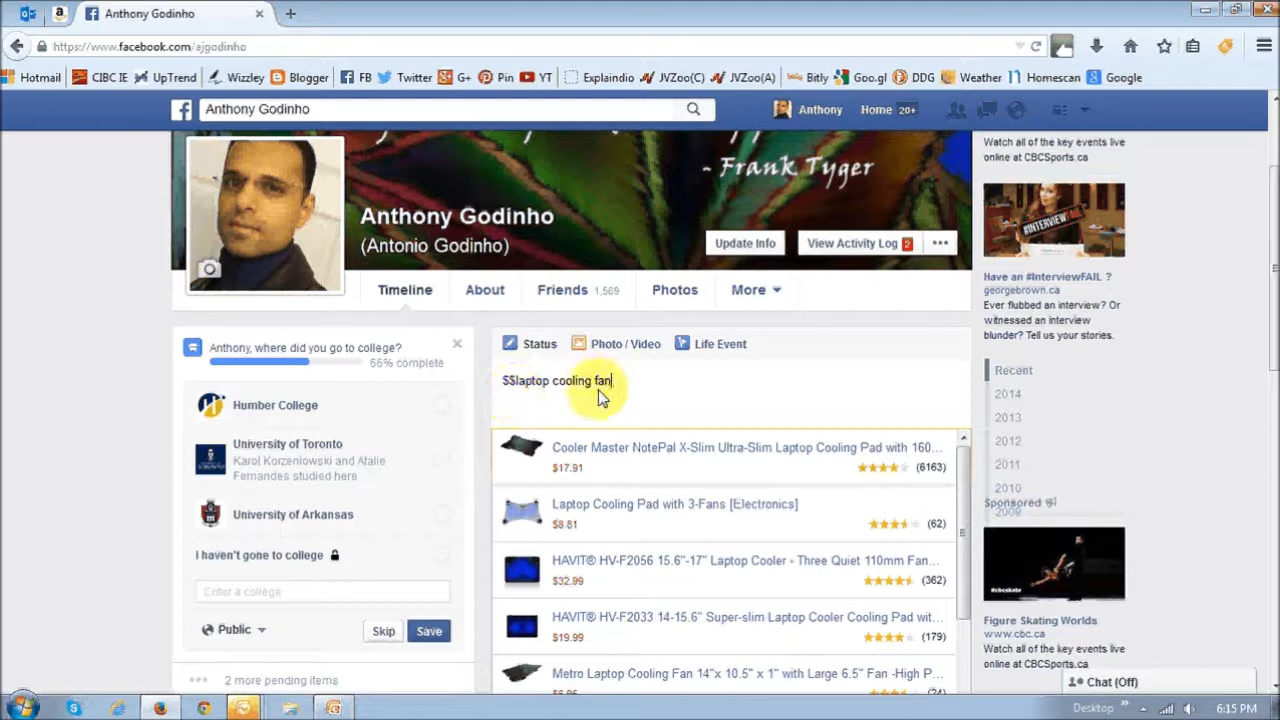 Anthony Godinho
https://www.facebook.com/ajgodinho
Hotmail CIBC IE UpTrend Wizzley Blogger FB Twitter G+ Pin YT Explaindio JVZoo(C) JVZoo(A) Bitly Goo.gl DDG Weather Homescan Google
Anthony Godinho
Anthony Home 20+
- Frank Tyger
Anthony Godinho
(Antonio Godinho)
Update Info View Activity Log 2 •••
Timeline About Friends 1,569 Photos More
Anthony, where did you go to college?
66% complete
Humber College
University of Toronto
Karol Korzeniowski and Atalie
Fernandes studied here
University of Arkansas
I haven't gone to college
Enter a college
Public Skip Save
••• 2 more pending items
Status Photo / Video Life Event
$$laptop cooling fan
Cooler Master NotePal X-Slim Ultra-Slim Laptop Cooling Pad with 160...
$17.91 (6163)
Laptop Cooling Pad with 3-Fans [Electronics]
$8.81 (62)
HAVIT® HV-F2056 15.6"-17" Laptop Cooler - Three Quiet 110mm Fan...
$32.99 (362)
HAVIT® HV-F2033 14-15.6" Super-slim Laptop Cooler Cooling Pad wit...
$19.99 (179)
Metro Laptop Cooling Fan 14"x 10.5" x 1" with Large 6.5" Fan -High P...
Watch all of the key events live
online at CBCSports.ca
#INTERVIEWFAIL
Have an #InterviewFAIL ?
georgebrown.ca
Ever flubbed an interview? Or
witnessed an interview
blunder? Tell us your stories.
Recent
2014
2013
2012
2011
2010
2009
Sponsored
#cbcskate
Figure Skating Worlds
www.cbc.ca
Watch all of the key events live
online at CBCSports.ca
Chat (Off)
Desktop 6:15 PM